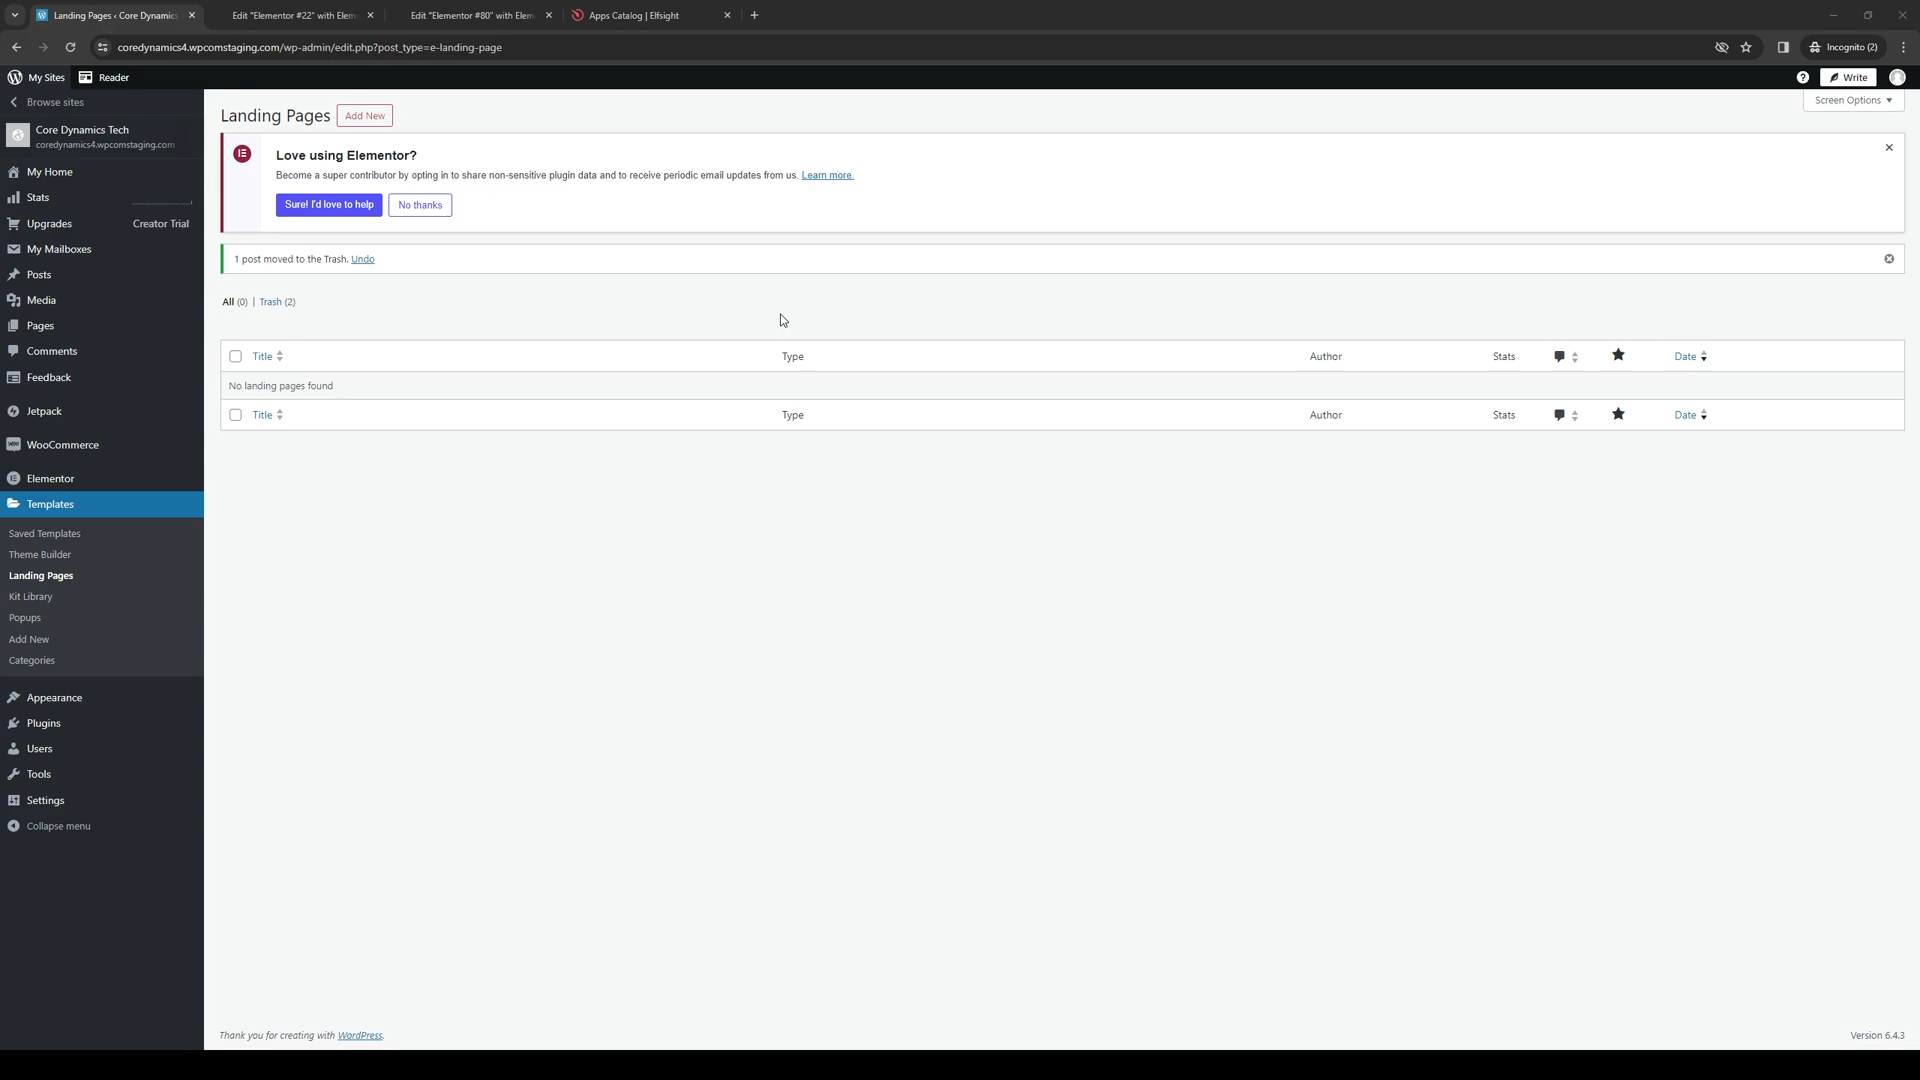 Landing Pages ‹ Core Dynamics
Edit "Elementor #22" with Elem
Edit "Elementor #80" with Elem
Apps Catalog | Elfsight
coredynamics4.wpcomstaging.com/wp-admin/edit.php?post_type=e-landing-page
Incognito (2)
My Sites
Reader
Write
Browse sites
Core Dynamics Tech
coredynamics4.wpcomstaging.com
My Home
Stats
Upgrades
Creator Trial
My Mailboxes
Posts
Media
Pages
Comments
Feedback
Jetpack
WooCommerce
Elementor
Templates
Saved Templates
Theme Builder
Landing Pages
Kit Library
Popups
Add New
Categories
Appearance
Plugins
Users
Tools
Settings
Collapse menu
Screen Options
Landing Pages
Add New
Love using Elementor?
Become a super contributor by opting in to share non-sensitive plugin data and to receive periodic email updates from us. Learn more.
Sure! I'd love to help
No thanks
1 post moved to the Trash. Undo
All (0) | Trash (2)
Title Type Author Stats Date
No landing pages found
Title Type Author Stats Date
Thank you for creating with WordPress.
Version 6.4.3